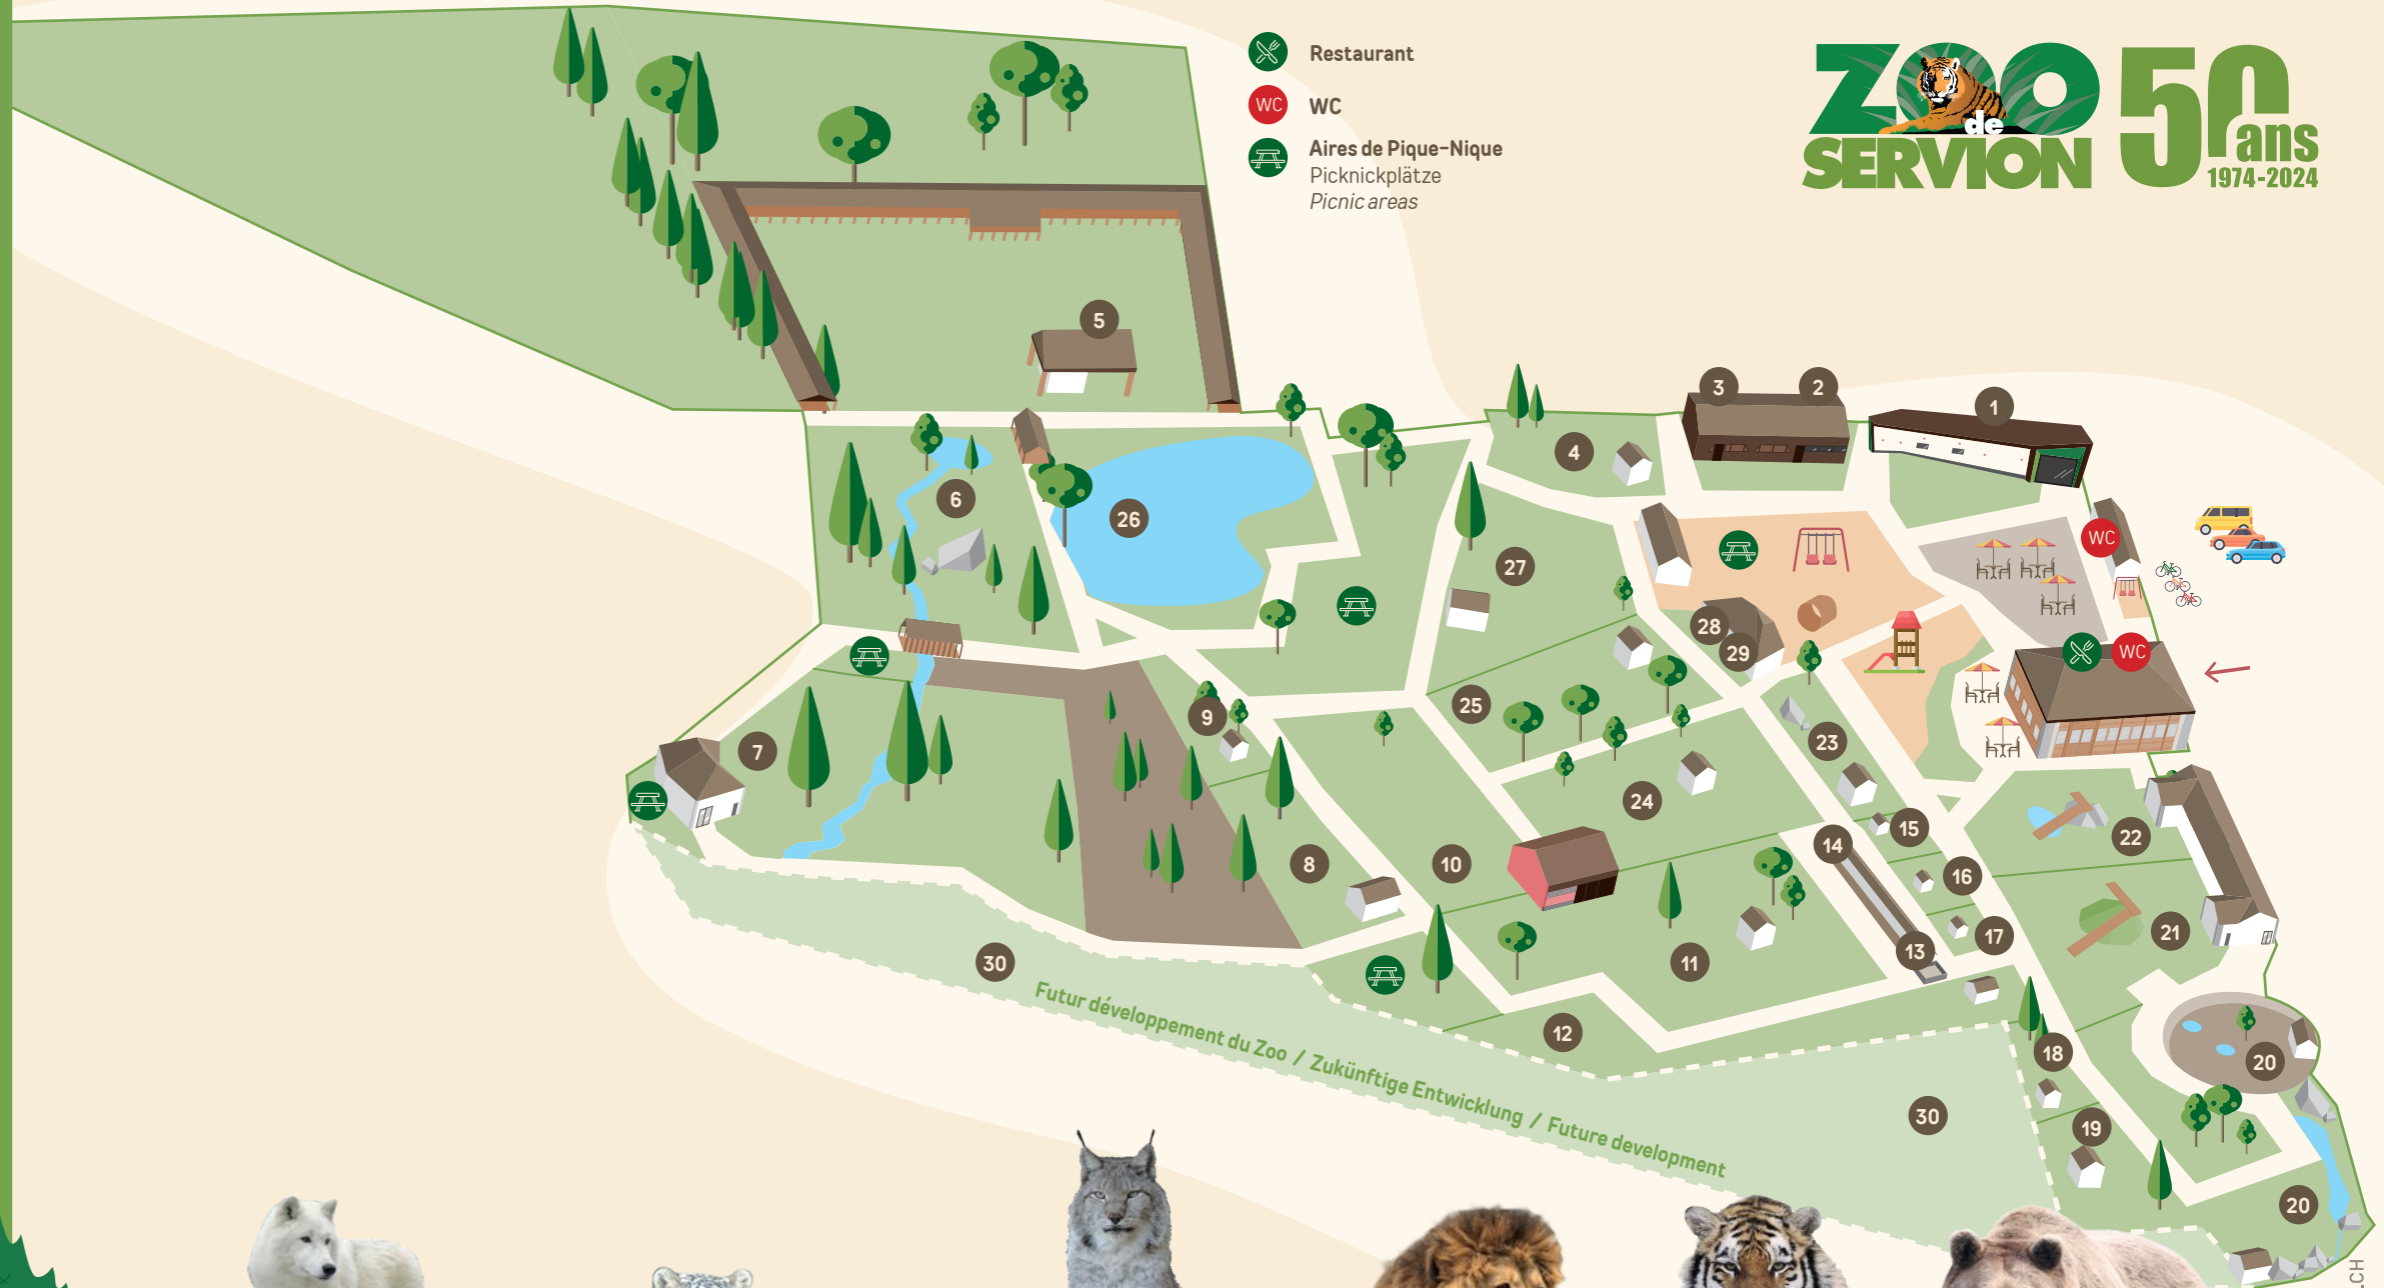 Restaurant
WC
WC
Aires de Pique-Nique
Picknickplätze
Picnic areas
ZOO
de
SERVION
50
ans
1974-2024
5
3
2
1
4
6
26
27
WC
28
29
WC
25
9
7
23
24
15
14
22
8
10
16
21
17
13
11
30
12
18
20
30
19
20
Futur développement du Zoo / Zukünftige Entwicklung / Future development
.CH